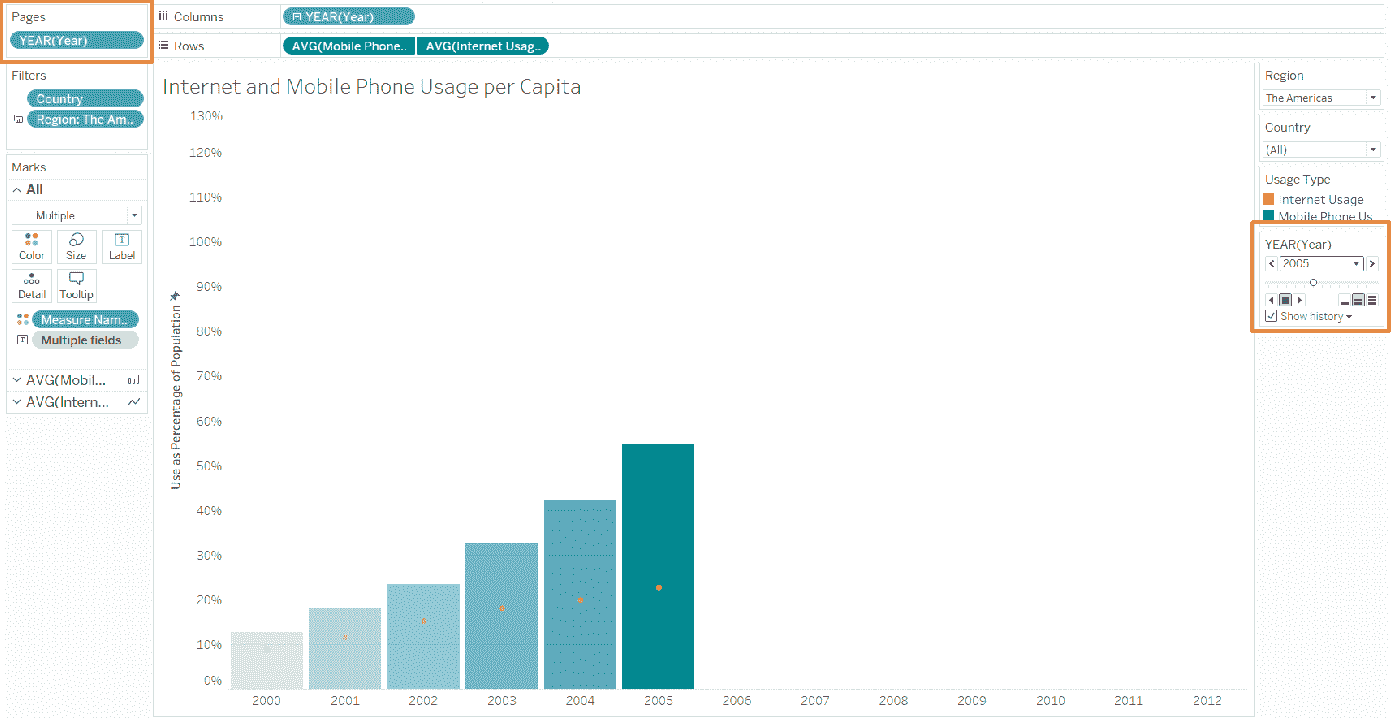 Pages
YEAR(Year)
Columns
YEAR(Year)
Rows
AVG(Mobile Phone..
AVG(Internet Usag..
Filters
Country
Region: The Am..
Marks
All
Multiple
Color
Size
Label
Detail
Tooltip
Measure Nam..
Multiple fields
AVG(Mobil...
AVG(Intern...
Internet and Mobile Phone Usage per Capita
Use as Percentage of Population
130%
120%
110%
100%
90%
80%
70%
60%
50%
40%
30%
20%
10%
0%
2000 2001 2002 2003 2004 2005 2006 2007 2008 2009 2010 2011 2012
Region
The Americas
Country
(All)
Usage Type
Internet Usage
Mobile Phone Us..
YEAR(Year)
2005
Show history